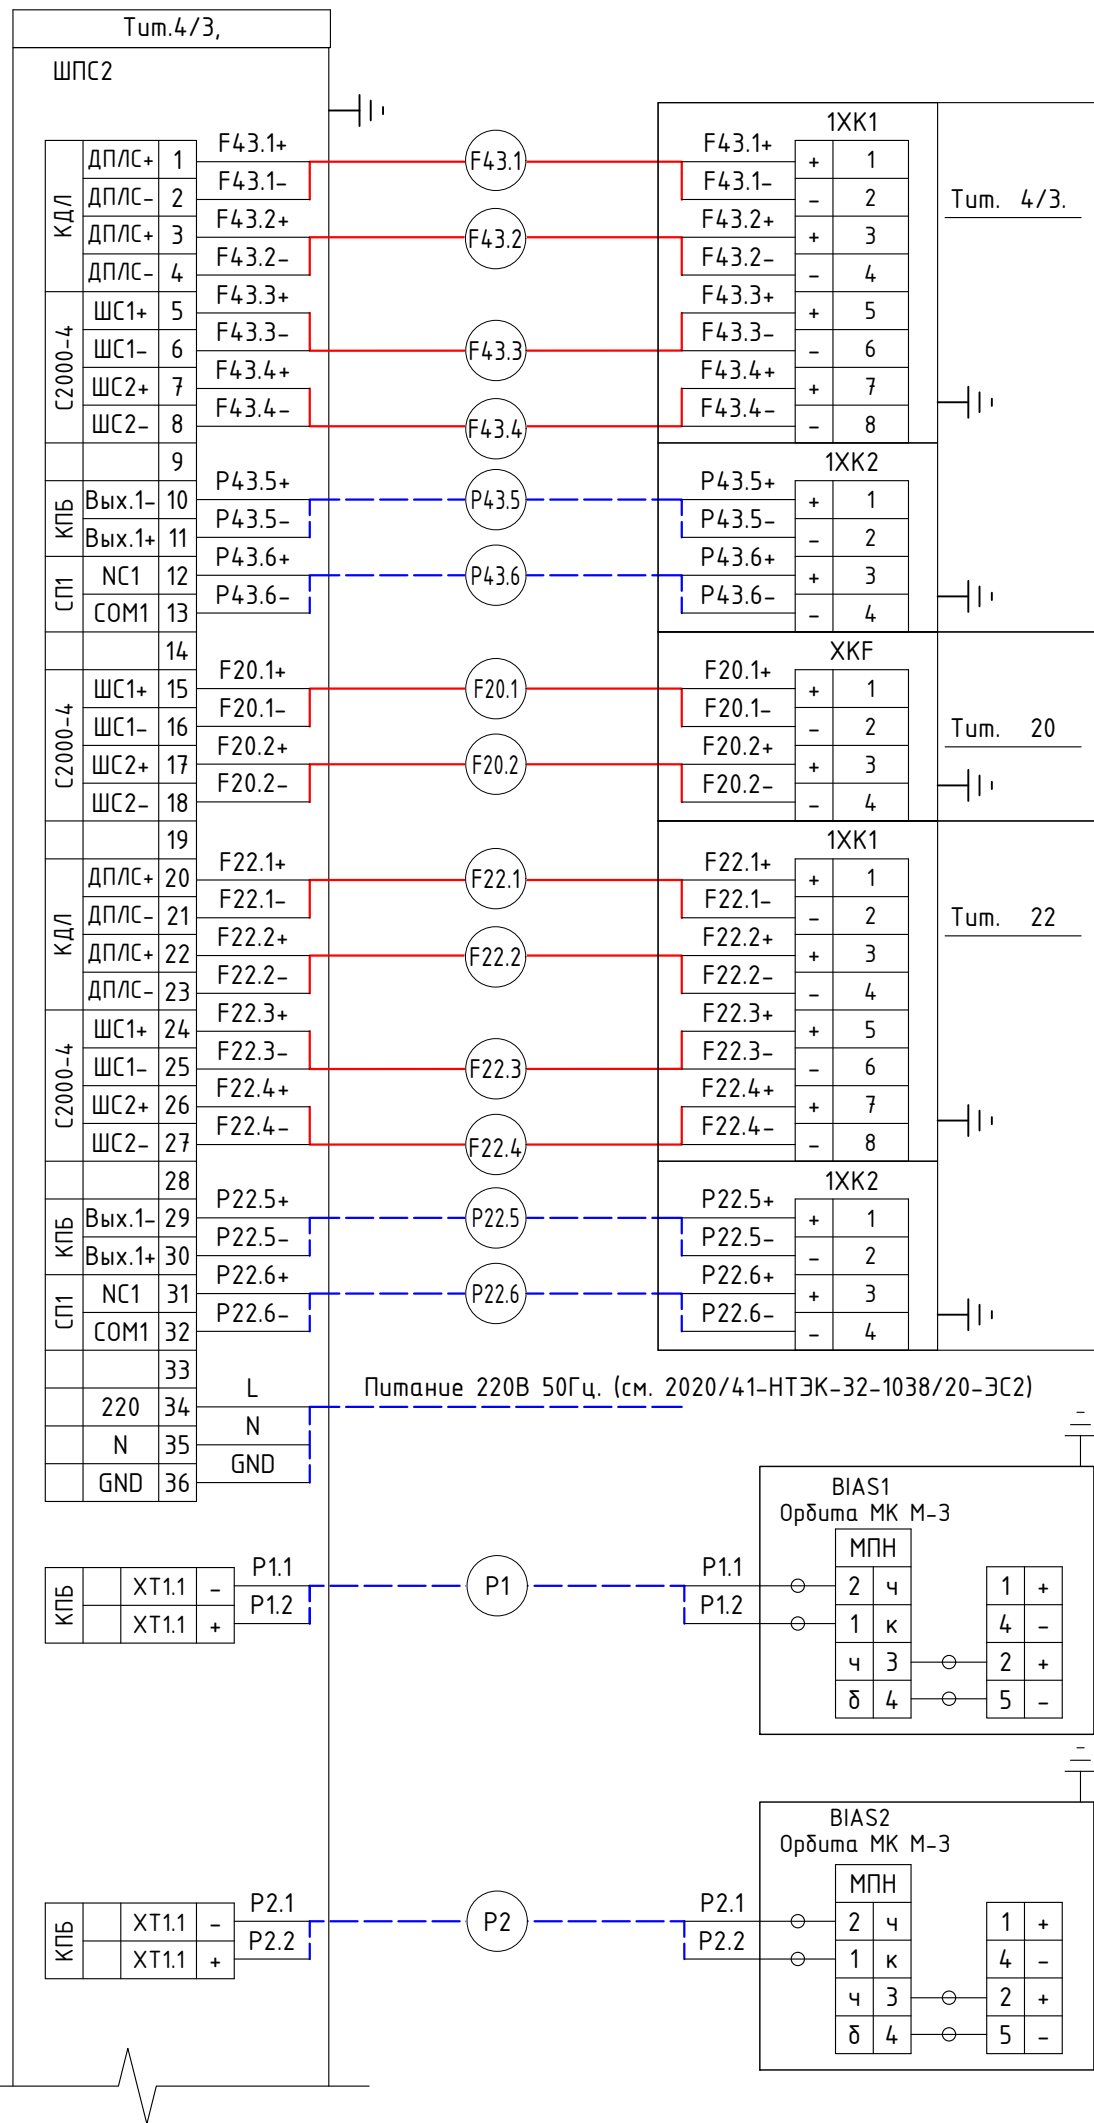 Тит.4/3,
ШПС2
1ХК1
КДЛ ДПЛС+ 1 F43.1+ F43.1 F43.1+ + 1
ДПЛС- 2 F43.1- F43.1- - 2 Тит. 4/3.
ДПЛС+ 3 F43.2+ F43.2 F43.2+ + 3
ДПЛС- 4 F43.2- F43.2- - 4
С2000-4 ШС1+ 5 F43.3+ F43.3+ + 5
ШС1- 6 F43.3- F43.3 F43.3- - 6
ШС2+ 7 F43.4+ F43.4+ + 7
ШС2- 8 F43.4- F43.4 F43.4- - 8
9 1ХК2
КПБ Вых.1- 10 P43.5+ P43.5 P43.5+ + 1
Вых.1+ 11 P43.5- P43.5- - 2
СП1 NC1 12 P43.6+ P43.6 P43.6+ + 3
COM1 13 P43.6- P43.6- - 4
14 XKF
С2000-4 ШС1+ 15 F20.1+ F20.1 F20.1+ + 1
ШС1- 16 F20.1- F20.1- - 2 Тит. 20
ШС2+ 17 F20.2+ F20.2 F20.2+ + 3
ШС2- 18 F20.2- F20.2- - 4
19 1ХК1
КДЛ ДПЛС+ 20 F22.1+ F22.1 F22.1+ + 1
ДПЛС- 21 F22.1- F22.1- - 2 Тит. 22
ДПЛС+ 22 F22.2+ F22.2 F22.2+ + 3
ДПЛС- 23 F22.2- F22.2- - 4
С2000-4 ШС1+ 24 F22.3+ F22.3+ + 5
ШС1- 25 F22.3- F22.3 F22.3- - 6
ШС2+ 26 F22.4+ F22.4+ + 7
ШС2- 27 F22.4- F22.4 F22.4- - 8
28 1ХК2
КПБ Вых.1- 29 P22.5+ P22.5 P22.5+ + 1
Вых.1+ 30 P22.5- P22.5- - 2
СП1 NC1 31 P22.6+ P22.6 P22.6+ + 3
COM1 32 P22.6- P22.6- - 4
33
220 34 L Питание 220В 50Гц. (см. 2020/41-НТЭК-32-1038/20-ЭС2)
N 35 N
GND 36 GND
BIAS1
Орбита МК М-3
МПН
КПБ ХТ1.1 - P1.1 P1 P1.1 2 ч 1 +
ХТ1.1 + P1.2 P1.2 1 к 4 -
ч 3 2 +
б 4 5 -
BIAS2
Орбита МК М-3
МПН
КПБ ХТ1.1 - P2.1 P2 P2.1 2 ч 1 +
ХТ1.1 + P2.2 P2.2 1 к 4 -
ч 3 2 +
б 4 5 -